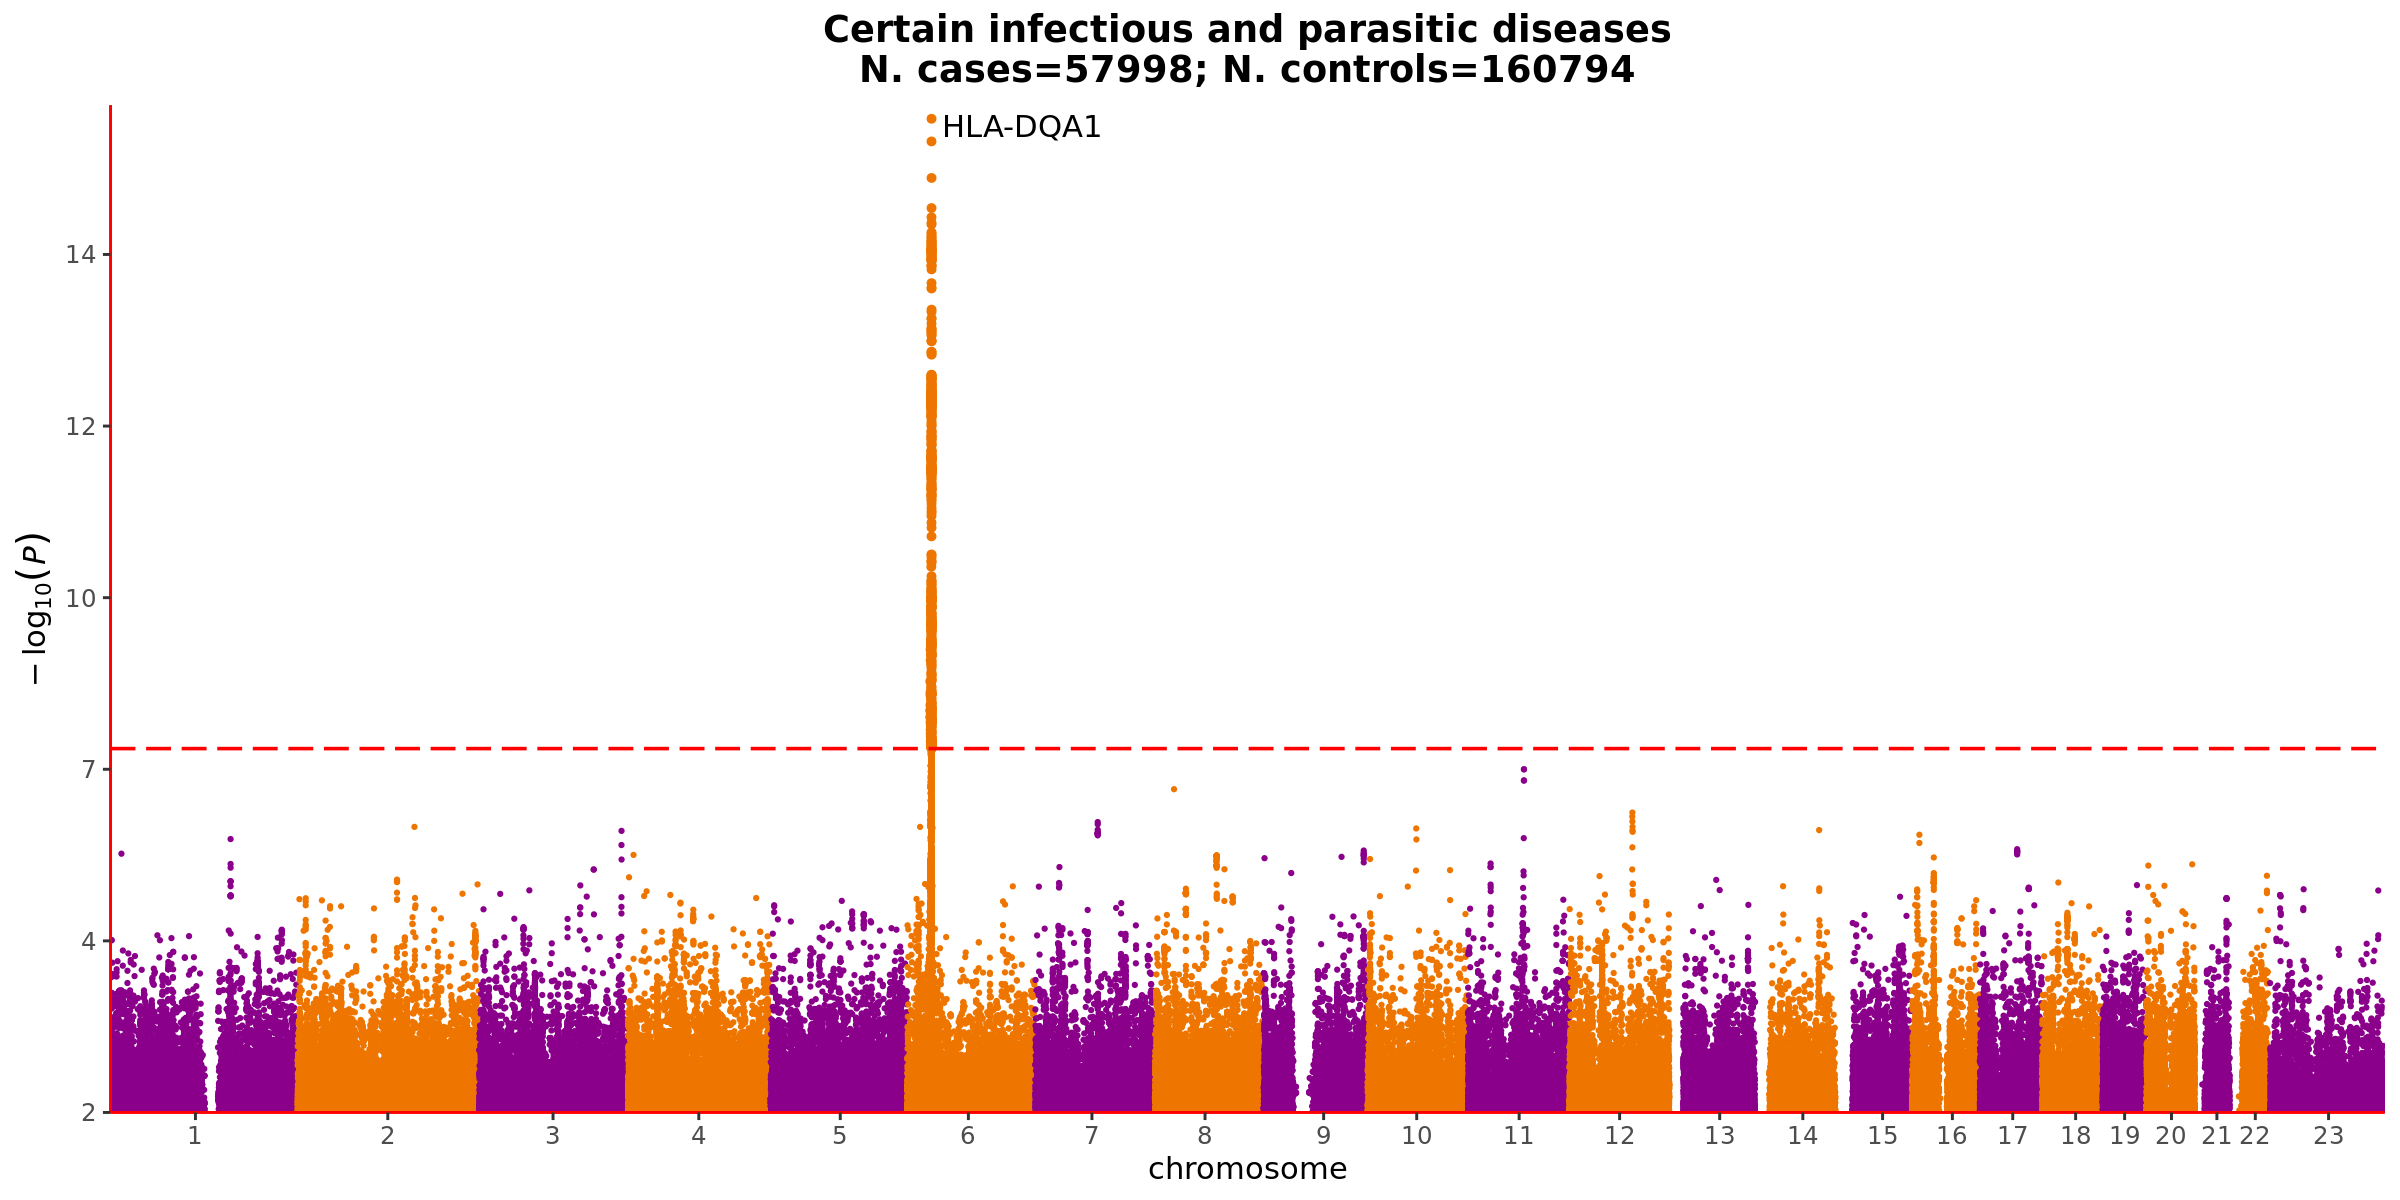 Certain infectious and parasitic diseases
N. cases=57998; N. controls=160794
HLA-DQA1
14
12
10
7
4
2
−log10(P)
1 2 3 4 5 6 7 8 9 10 11 12 13 14 15 16 17 18 19 20 21 22 23
chromosome